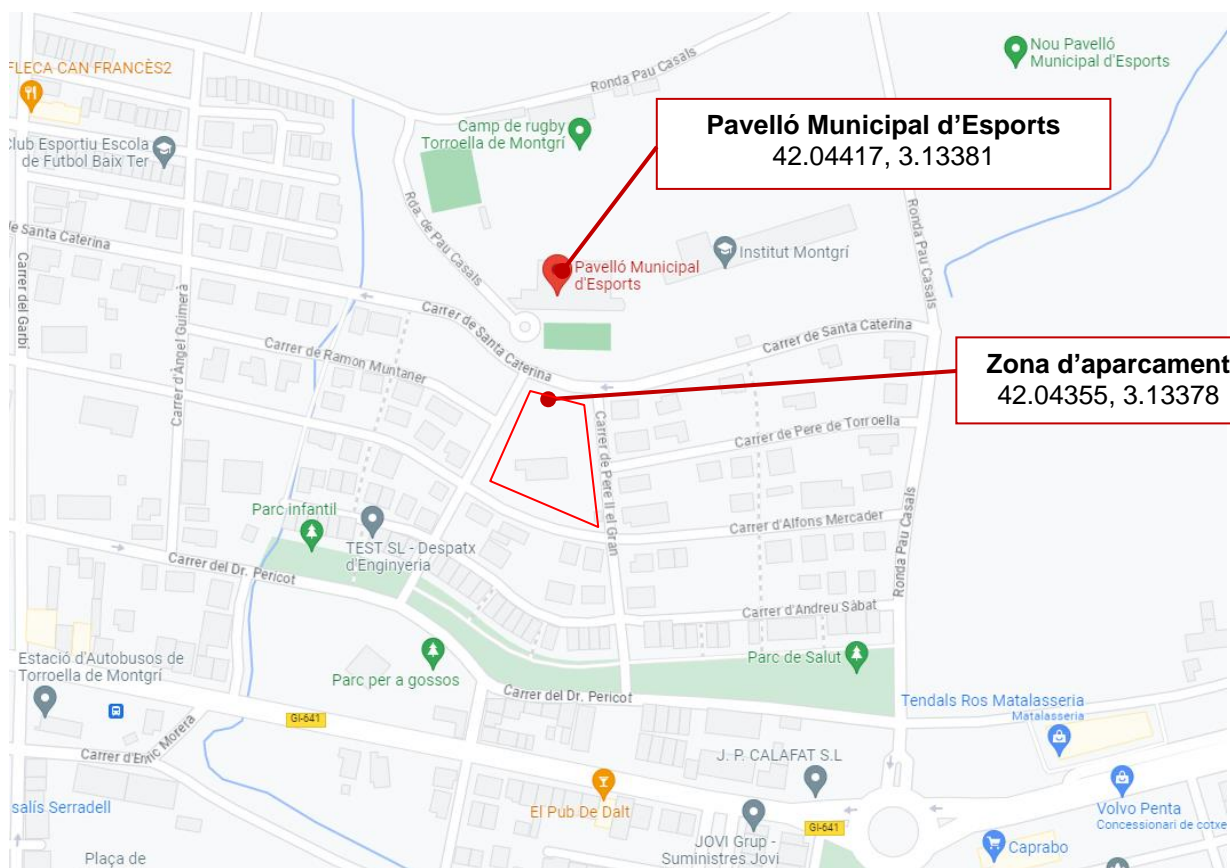 Nou Pavelló
Municipal d'Esports
FLECA CAN FRANCÈS2
Ronda Pau Casals
Camp de rugby
Torroella de Montgrí
Pavelló Municipal d'Esports
42.04417, 3.13381
Club Esportiu Escola
de Futbol Baix Ter
Ronda Pau Casals
de Santa Caterina
Rda. de Pau Casals
Institut Montgrí
Carrer del Garbí
Pavelló Municipal
d'Esports
Carrer d'Àngel Guimerà
Carrer de Santa Caterina
Carrer de Santa Caterina
Carrer de Ramon Muntaner
Zona d'aparcament
42.04355, 3.13378
Carrer de Pere II el Gran
Carrer de Pere de Torroella
Parc infantil
Carrer d'Alfons Mercader
TEST SL - Despatx
d'Enginyeria
Ronda Pau Casals
Carrer del Dr. Pericot
Carrer d'Andreu Sàbat
Estació d'Autobusos de
Torroella de Montgrí
Parc per a gossos
Parc de Salut
Carrer del Dr. Pericot
Tendals Ros Matalasseria
Matalasseria
GI-641
Carrer d'Enric Morera
J. P. CALAFAT S.L
salís Serradell
El Pub De Dalt
Volvo Penta
Concessionari de cotxe
GI-641
JOVI Grup -
Suministres Jovi
Caprabo
Plaça de